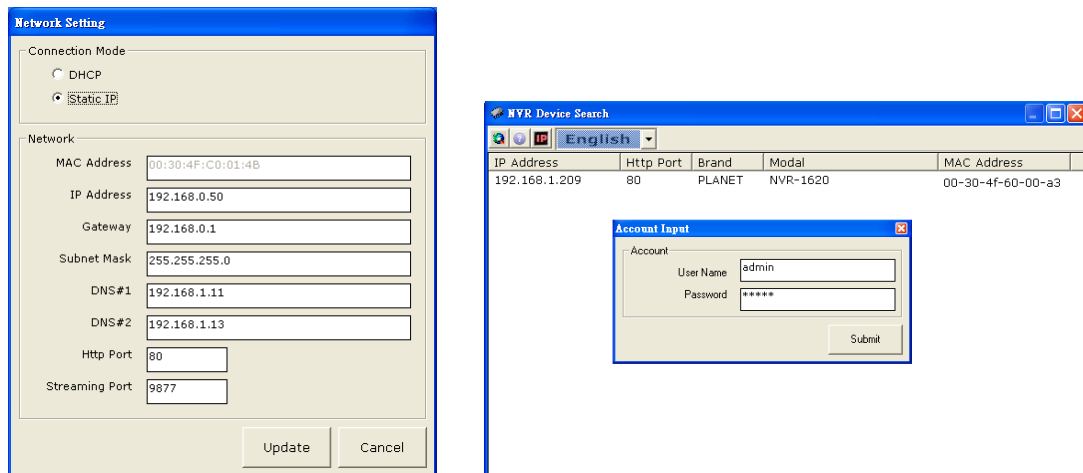 Network Setting
Connection Mode
DHCP
Static IP
Network
MAC Address 00:30:4F:C0:01:4B
IP Address 192.168.0.50
Gateway 192.168.0.1
Subnet Mask 255.255.255.0
DNS#1 192.168.1.11
DNS#2 192.168.1.13
Http Port 80
Streaming Port 9877
Update Cancel
NVR Device Search
IP English
IP Address Http Port Brand Modal MAC Address
192.168.1.209 80 PLANET NVR-1620 00-30-4f-60-00-a3
Account Input
Account
User Name admin
Password *****
Submit